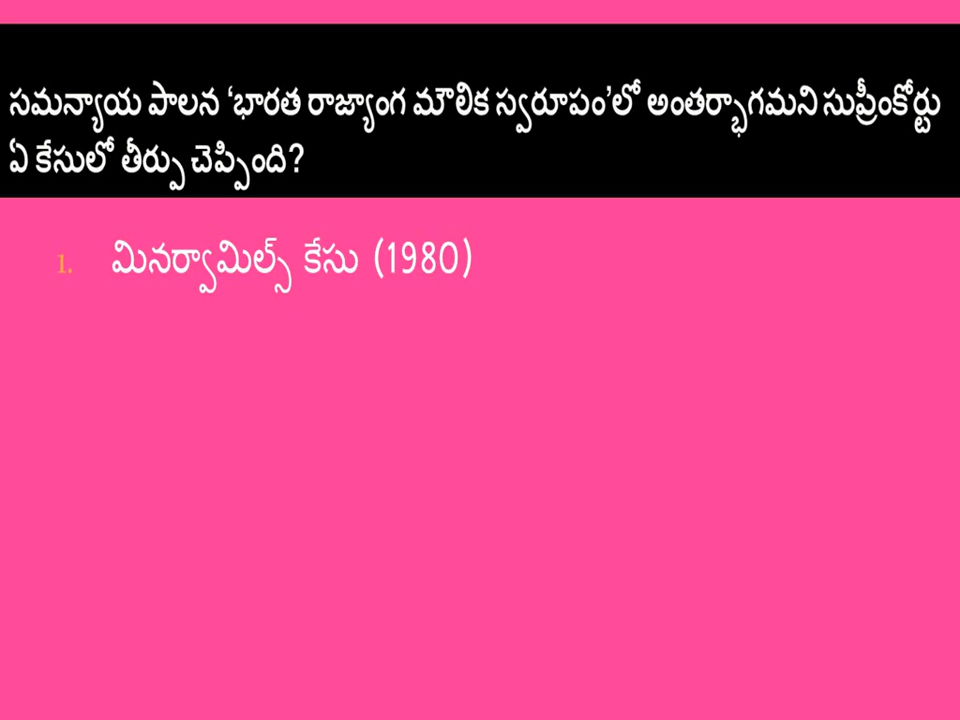 సమన్యాయ పాలన ‘భారత రాజ్యాంగ మౌలిక స్వరూపం’లో అంతర్భాగమని సుప్రీంకోర్టు
ఏ కేసులో తీర్పు చెప్పింది?
1. మినర్వామిల్స్ కేసు (1980)